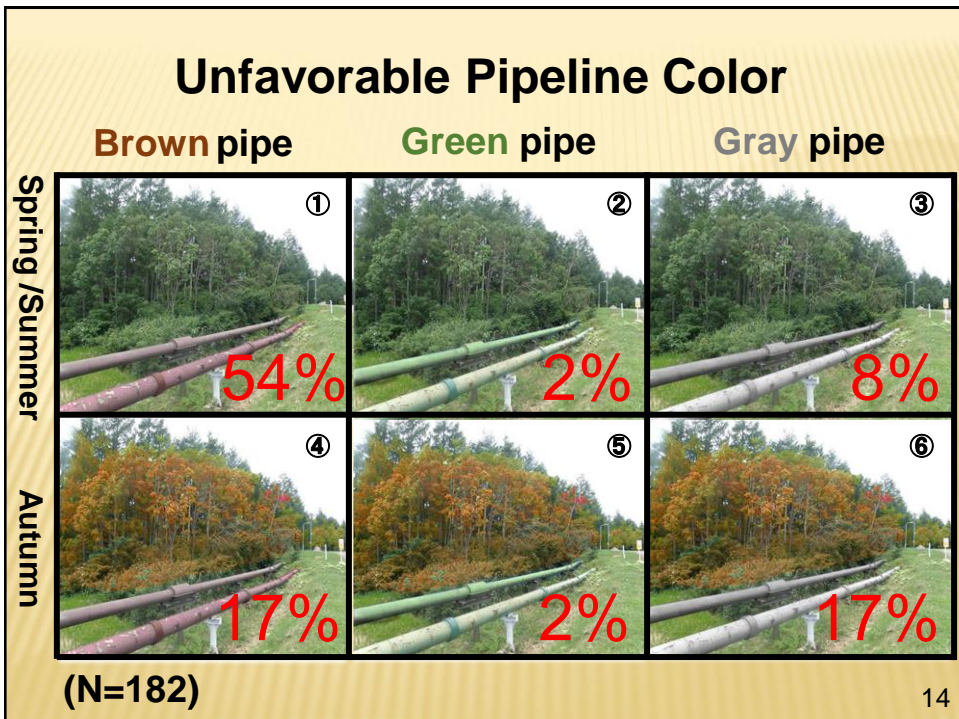 Unfavorable Pipeline Color
Brown pipe Green pipe Gray pipe
Spring /Summer
① ② ③
54% 2% 8%
Autumn
④ ⑤ ⑥
17% 2% 17%
(N=182)
14